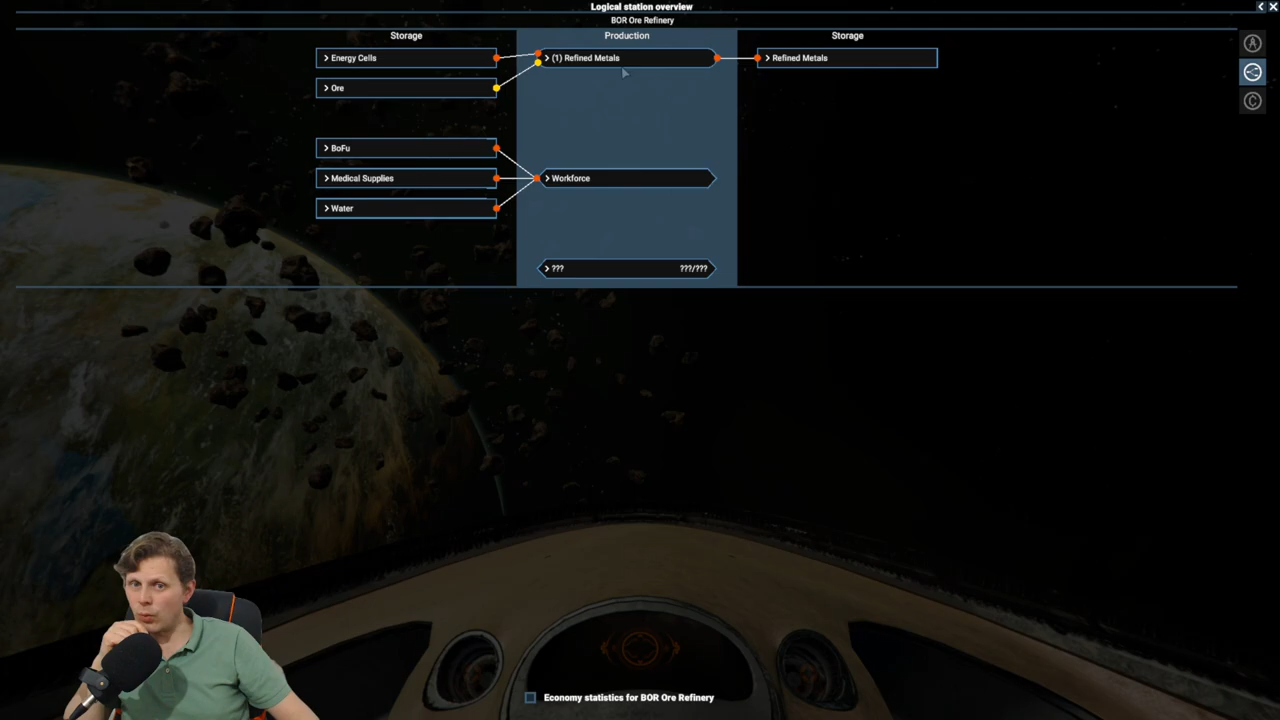 Logical station overview
BOR Ore Refinery
Storage
Production
Storage
Energy Cells
(1) Refined Metals
Refined Metals
Ore
BoFu
Medical Supplies
Workforce
Water
??? ???/???
Economy statistics for BOR Ore Refinery
A
C